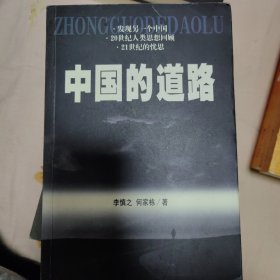 ZHONGGUODEDAOLU
·发现另一个中国
·20世纪人类思想回顾
·21世纪的忧思
中国的道路
李慎之 何家栋/著